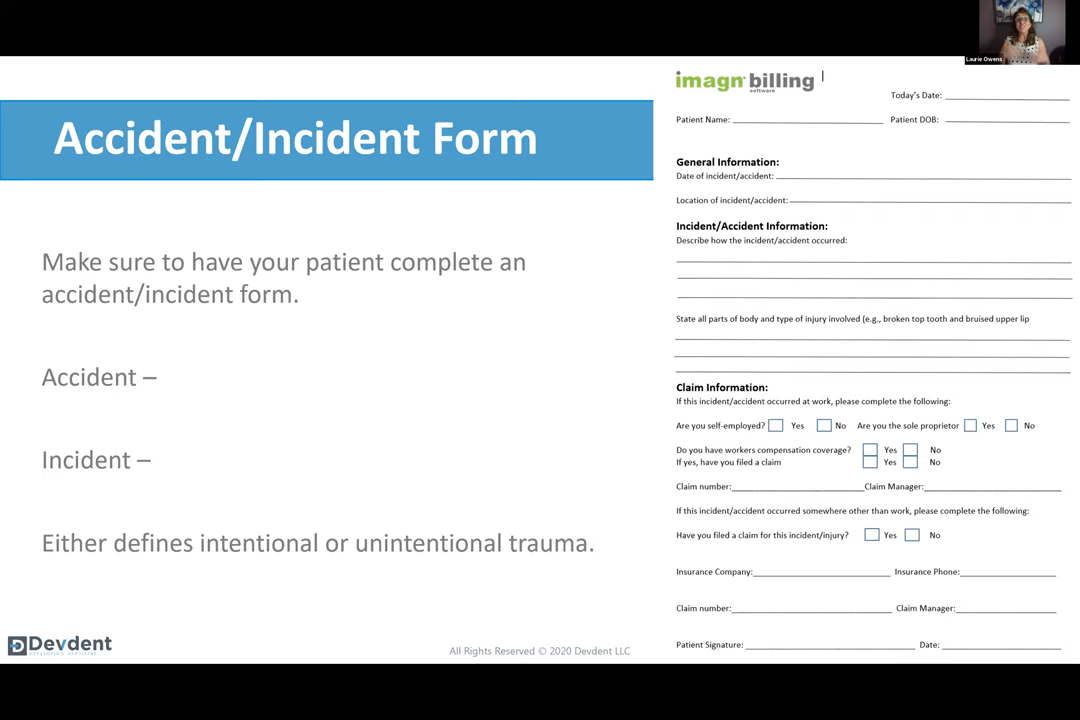 Laurie Owens
Accident/Incident Form
Make sure to have your patient complete an
accident/incident form.
Accident –
Incident –
Either defines intentional or unintentional trauma.
Devdent
All Rights Reserved © 2020 Devdent LLC
imagn billing
software
Today's Date:
Patient Name: Patient DOB:
General Information:
Date of incident/accident:
Location of incident/accident:
Incident/Accident Information:
Describe how the incident/accident occurred:
State all parts of body and type of injury involved (e.g., broken top tooth and bruised upper lip
Claim Information:
If this incident/accident occurred at work, please complete the following:
Are you self-employed? Yes No Are you the sole proprietor Yes No
Do you have workers compensation coverage? Yes No
If yes, have you filed a claim Yes No
Claim number: Claim Manager:
If this incident/accident occurred somewhere other than work, please complete the following:
Have you filed a claim for this incident/injury? Yes No
Insurance Company: Insurance Phone:
Claim number: Claim Manager:
Patient Signature: Date: